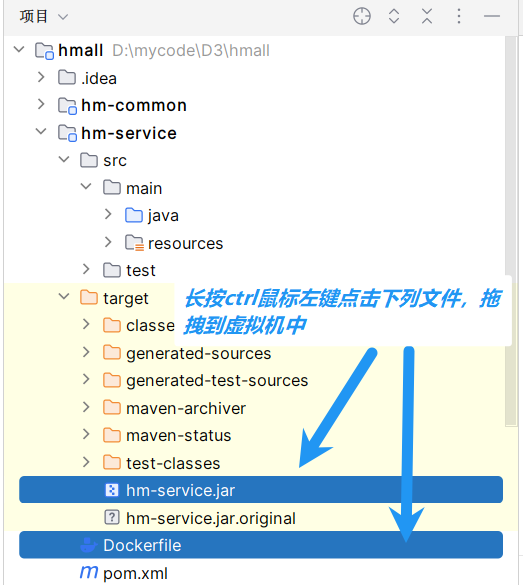 项目
hmall D:\mycode\D3\hmall
.idea
hm-common
hm-service
src
main
java
resources
test
target
长按ctrl鼠标左键点击下列文件，拖
拽到虚拟机中
classe
generated-sources
generated-test-sources
maven-archiver
maven-status
test-classes
hm-service.jar
hm-service.jar.original
Dockerfile
m pom.xml